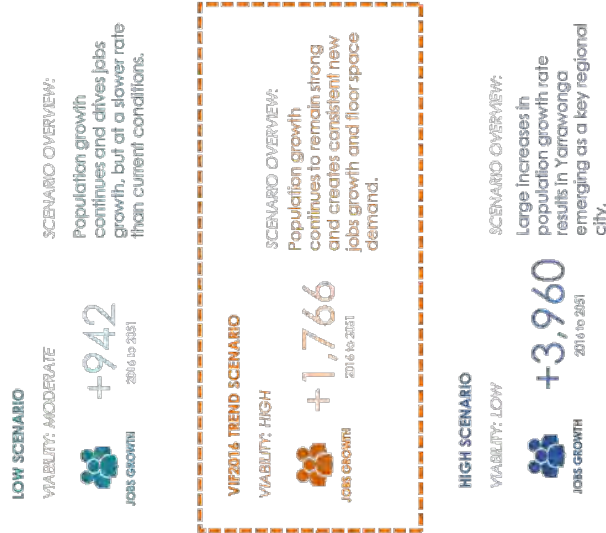 LOW SCENARIO
VIABILITY: MODERATE
JOBS GROWTH
+942
2016 to 2051
SCENARIO OVERVIEW:
Population growth
continues and drives jobs
growth, but at a slower rate
than current conditions.
VIF2016 TREND SCENARIO
VIABILITY: HIGH
JOBS GROWTH
+1,766
2016 to 2051
SCENARIO OVERVIEW:
Population growth
continues to remain strong
and creates consistent new
jobs growth and floor space
demand.
HIGH SCENARIO
VIABILITY: LOW
JOBS GROWTH
+3,960
2016 to 2051
SCENARIO OVERVIEW:
Large increases in
population growth rate
results in Yarrawonga
emerging as a key regional
city.